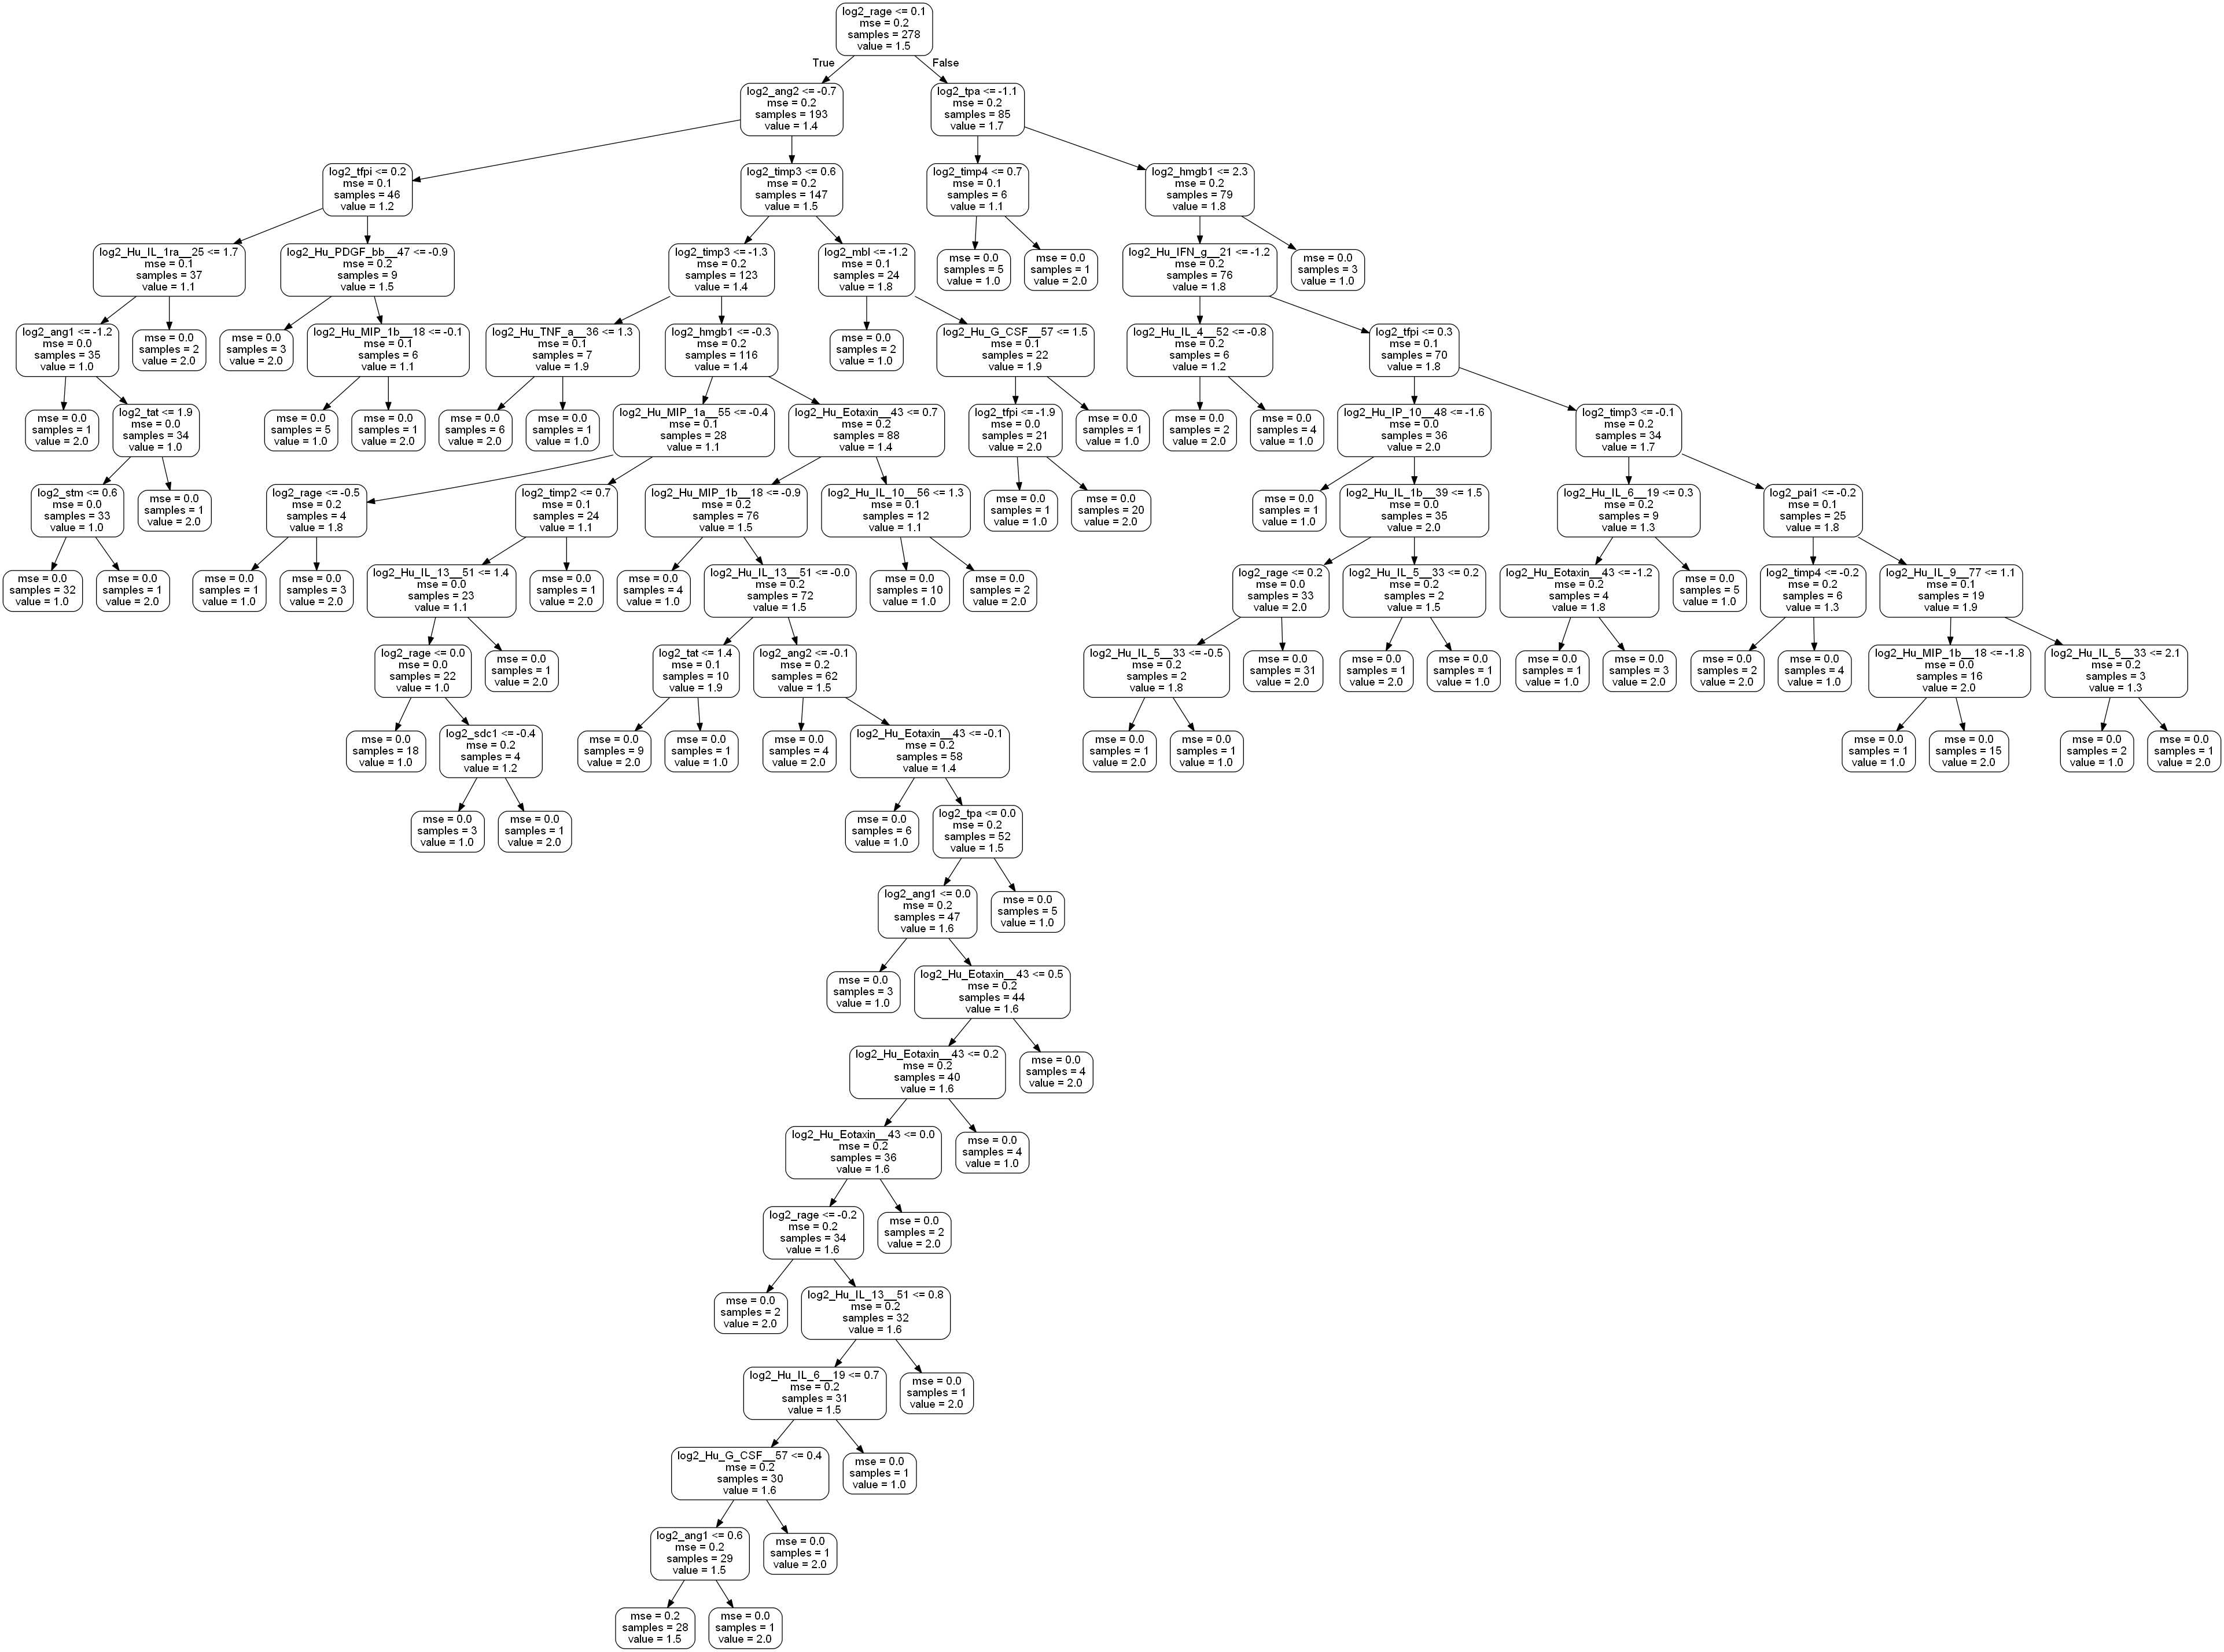 log2_rage <= 0.1
mse = 0.2
samples = 278
value = 1.5
True
False
log2_ang2 <= -0.7
mse = 0.2
samples = 193
value = 1.4
log2_tpa <= -1.1
mse = 0.2
samples = 85
value = 1.7
log2_tfpi <= 0.2
mse = 0.1
samples = 46
value = 1.2
log2_timp3 <= 0.6
mse = 0.2
samples = 147
value = 1.5
log2_timp4 <= 0.7
mse = 0.1
samples = 6
value = 1.1
log2_hmgb1 <= 2.3
mse = 0.2
samples = 79
value = 1.8
log2_Hu_IL_1ra__25 <= 1.7
mse = 0.1
samples = 37
value = 1.1
log2_Hu_PDGF_bb__47 <= -0.9
mse = 0.2
samples = 9
value = 1.5
log2_timp3 <= -1.3
mse = 0.2
samples = 123
value = 1.4
log2_mbl <= -1.2
mse = 0.1
samples = 24
value = 1.8
mse = 0.0
samples = 5
value = 1.0
mse = 0.0
samples = 1
value = 2.0
log2_Hu_IFN_g__21 <= -1.2
mse = 0.2
samples = 76
value = 1.8
mse = 0.0
samples = 3
value = 1.0
log2_ang1 <= -1.2
mse = 0.0
samples = 35
value = 1.0
mse = 0.0
samples = 2
value = 2.0
mse = 0.0
samples = 3
value = 2.0
log2_Hu_MIP_1b__18 <= -0.1
mse = 0.1
samples = 6
value = 1.1
log2_Hu_TNF_a__36 <= 1.3
mse = 0.1
samples = 7
value = 1.9
log2_hmgb1 <= -0.3
mse = 0.2
samples = 116
value = 1.4
mse = 0.0
samples = 2
value = 1.0
log2_Hu_G_CSF__57 <= 1.5
mse = 0.1
samples = 22
value = 1.9
log2_Hu_IL_4__52 <= -0.8
mse = 0.2
samples = 6
value = 1.2
log2_tfpi <= 0.3
mse = 0.1
samples = 70
value = 1.8
mse = 0.0
samples = 1
value = 2.0
log2_tat <= 1.9
mse = 0.0
samples = 34
value = 1.0
mse = 0.0
samples = 5
value = 1.0
mse = 0.0
samples = 1
value = 2.0
mse = 0.0
samples = 6
value = 2.0
mse = 0.0
samples = 1
value = 1.0
log2_Hu_MIP_1a__55 <= -0.4
mse = 0.1
samples = 28
value = 1.1
log2_Hu_Eotaxin__43 <= 0.7
mse = 0.2
samples = 88
value = 1.4
log2_tfpi <= -1.9
mse = 0.0
samples = 21
value = 2.0
mse = 0.0
samples = 1
value = 1.0
mse = 0.0
samples = 2
value = 2.0
mse = 0.0
samples = 4
value = 1.0
log2_Hu_IP_10__48 <= -1.6
mse = 0.0
samples = 36
value = 2.0
log2_timp3 <= -0.1
mse = 0.2
samples = 34
value = 1.7
log2_stm <= 0.6
mse = 0.0
samples = 33
value = 1.0
mse = 0.0
samples = 1
value = 2.0
log2_rage <= -0.5
mse = 0.2
samples = 4
value = 1.8
log2_timp2 <= 0.7
mse = 0.1
samples = 24
value = 1.1
log2_Hu_MIP_1b__18 <= -0.9
mse = 0.2
samples = 76
value = 1.5
log2_Hu_IL_10__56 <= 1.3
mse = 0.1
samples = 12
value = 1.1
mse = 0.0
samples = 1
value = 1.0
mse = 0.0
samples = 20
value = 2.0
mse = 0.0
samples = 1
value = 1.0
log2_Hu_IL_1b__39 <= 1.5
mse = 0.0
samples = 35
value = 2.0
log2_Hu_IL_6__19 <= 0.3
mse = 0.2
samples = 9
value = 1.3
log2_pai1 <= -0.2
mse = 0.1
samples = 25
value = 1.8
mse = 0.0
samples = 32
value = 1.0
mse = 0.0
samples = 1
value = 2.0
mse = 0.0
samples = 1
value = 1.0
mse = 0.0
samples = 3
value = 2.0
log2_Hu_IL_13__51 <= 1.4
mse = 0.0
samples = 23
value = 1.1
mse = 0.0
samples = 1
value = 2.0
mse = 0.0
samples = 4
value = 1.0
log2_Hu_IL_13__51 <= -0.0
mse = 0.2
samples = 72
value = 1.5
mse = 0.0
samples = 10
value = 1.0
mse = 0.0
samples = 2
value = 2.0
log2_rage <= 0.2
mse = 0.0
samples = 33
value = 2.0
log2_Hu_IL_5__33 <= 0.2
mse = 0.2
samples = 2
value = 1.5
log2_Hu_Eotaxin__43 <= -1.2
mse = 0.2
samples = 4
value = 1.8
mse = 0.0
samples = 5
value = 1.0
log2_timp4 <= -0.2
mse = 0.2
samples = 6
value = 1.3
log2_Hu_IL_9__77 <= 1.1
mse = 0.1
samples = 19
value = 1.9
log2_rage <= 0.0
mse = 0.0
samples = 22
value = 1.0
mse = 0.0
samples = 1
value = 2.0
log2_tat <= 1.4
mse = 0.1
samples = 10
value = 1.9
log2_ang2 <= -0.1
mse = 0.2
samples = 62
value = 1.5
log2_Hu_IL_5__33 <= -0.5
mse = 0.2
samples = 2
value = 1.8
mse = 0.0
samples = 31
value = 2.0
mse = 0.0
samples = 1
value = 2.0
mse = 0.0
samples = 1
value = 1.0
mse = 0.0
samples = 1
value = 1.0
mse = 0.0
samples = 3
value = 2.0
mse = 0.0
samples = 2
value = 2.0
mse = 0.0
samples = 4
value = 1.0
log2_Hu_MIP_1b__18 <= -1.8
mse = 0.0
samples = 16
value = 2.0
log2_Hu_IL_5__33 <= 2.1
mse = 0.2
samples = 3
value = 1.3
mse = 0.0
samples = 18
value = 1.0
log2_sdc1 <= -0.4
mse = 0.2
samples = 4
value = 1.2
mse = 0.0
samples = 9
value = 2.0
mse = 0.0
samples = 1
value = 1.0
mse = 0.0
samples = 4
value = 2.0
log2_Hu_Eotaxin__43 <= -0.1
mse = 0.2
samples = 58
value = 1.4
mse = 0.0
samples = 1
value = 2.0
mse = 0.0
samples = 1
value = 1.0
mse = 0.0
samples = 1
value = 1.0
mse = 0.0
samples = 15
value = 2.0
mse = 0.0
samples = 2
value = 1.0
mse = 0.0
samples = 1
value = 2.0
mse = 0.0
samples = 3
value = 1.0
mse = 0.0
samples = 1
value = 2.0
mse = 0.0
samples = 6
value = 1.0
log2_tpa <= 0.0
mse = 0.2
samples = 52
value = 1.5
log2_ang1 <= 0.0
mse = 0.2
samples = 47
value = 1.6
mse = 0.0
samples = 5
value = 1.0
mse = 0.0
samples = 3
value = 1.0
log2_Hu_Eotaxin__43 <= 0.5
mse = 0.2
samples = 44
value = 1.6
log2_Hu_Eotaxin__43 <= 0.2
mse = 0.2
samples = 40
value = 1.6
mse = 0.0
samples = 4
value = 2.0
log2_Hu_Eotaxin__43 <= 0.0
mse = 0.2
samples = 36
value = 1.6
mse = 0.0
samples = 4
value = 1.0
log2_rage <= -0.2
mse = 0.2
samples = 34
value = 1.6
mse = 0.0
samples = 2
value = 2.0
mse = 0.0
samples = 2
value = 2.0
log2_Hu_IL_13__51 <= 0.8
mse = 0.2
samples = 32
value = 1.6
log2_Hu_IL_6__19 <= 0.7
mse = 0.2
samples = 31
value = 1.5
mse = 0.0
samples = 1
value = 2.0
log2_Hu_G_CSF__57 <= 0.4
mse = 0.2
samples = 30
value = 1.6
mse = 0.0
samples = 1
value = 1.0
log2_ang1 <= 0.6
mse = 0.2
samples = 29
value = 1.5
mse = 0.0
samples = 1
value = 2.0
mse = 0.2
samples = 28
value = 1.5
mse = 0.0
samples = 1
value = 2.0